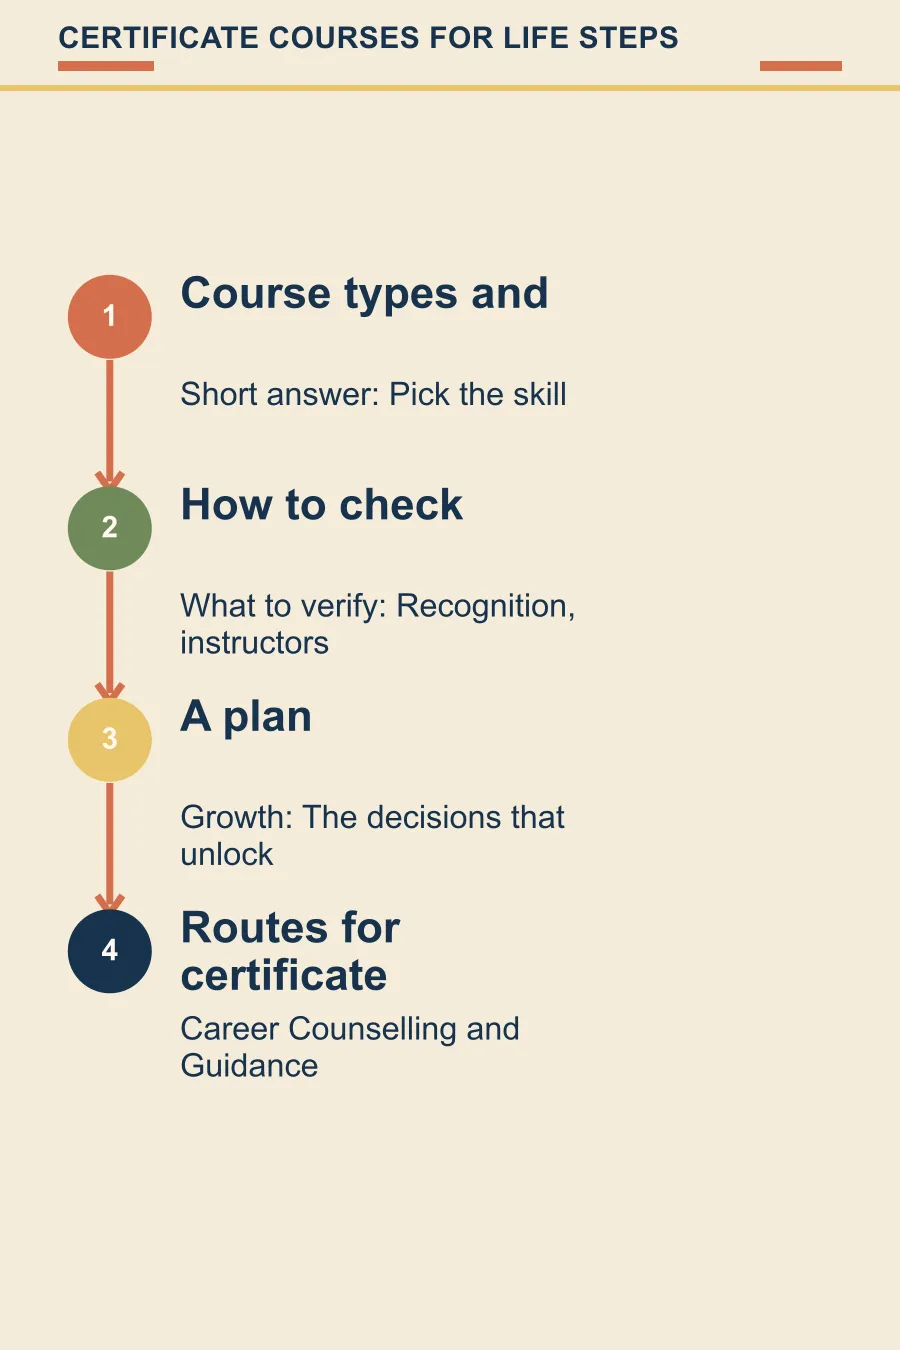 CERTIFICATE COURSES FOR LIFE STEPS
1
Course types and
Short answer: Pick the skill
2
How to check
What to verify: Recognition,
instructors
3
A plan
Growth: The decisions that
unlock
4
Routes for
certificate
Career Counselling and
Guidance